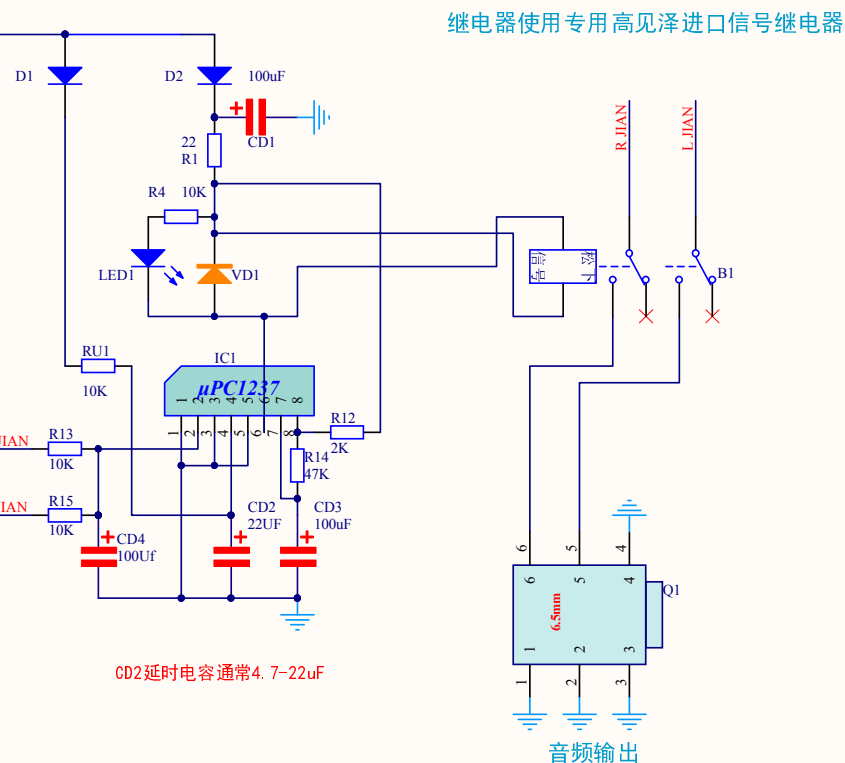 继电器使用专用高见泽进口信号继电器
D1
D2
100uF
CD1
22
R1
R4 10K
LED1
VD1
R JIAN
L JIAN
信号
松下
B1
RU1
10K
IC1
μPC1237
1 2 3 4 5 6 7 8
1 2 3 4 5 6 7 8
R12
2K
R14
47K
JIAN
R13
10K
IAN
R15
10K
CD4
100Uf
CD2
22UF
CD3
100uF
6 5 4
6 5 4
Q1
6.5mm
1 2 3
1 2 3
CD2延时电容通常4.7-22uF
音频输出